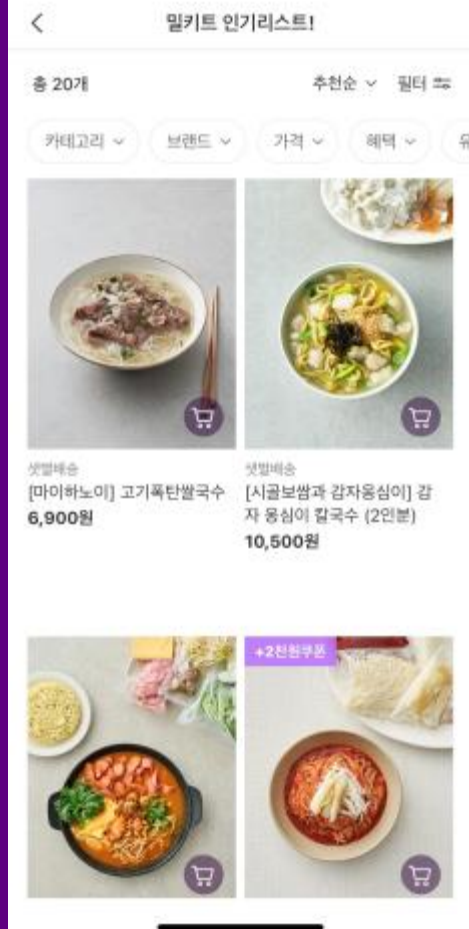 밀키트 인기리스트!
총 20개
추천순
필터
카테고리
브랜드
가격
혜택
유
샛별배송
[마이하노이] 고기폭탄쌀국수
6,900원
샛별배송
[시골보쌈과 감자옹심이] 감
자 옹심이 칼국수 (2인분)
10,500원
+2천원쿠폰